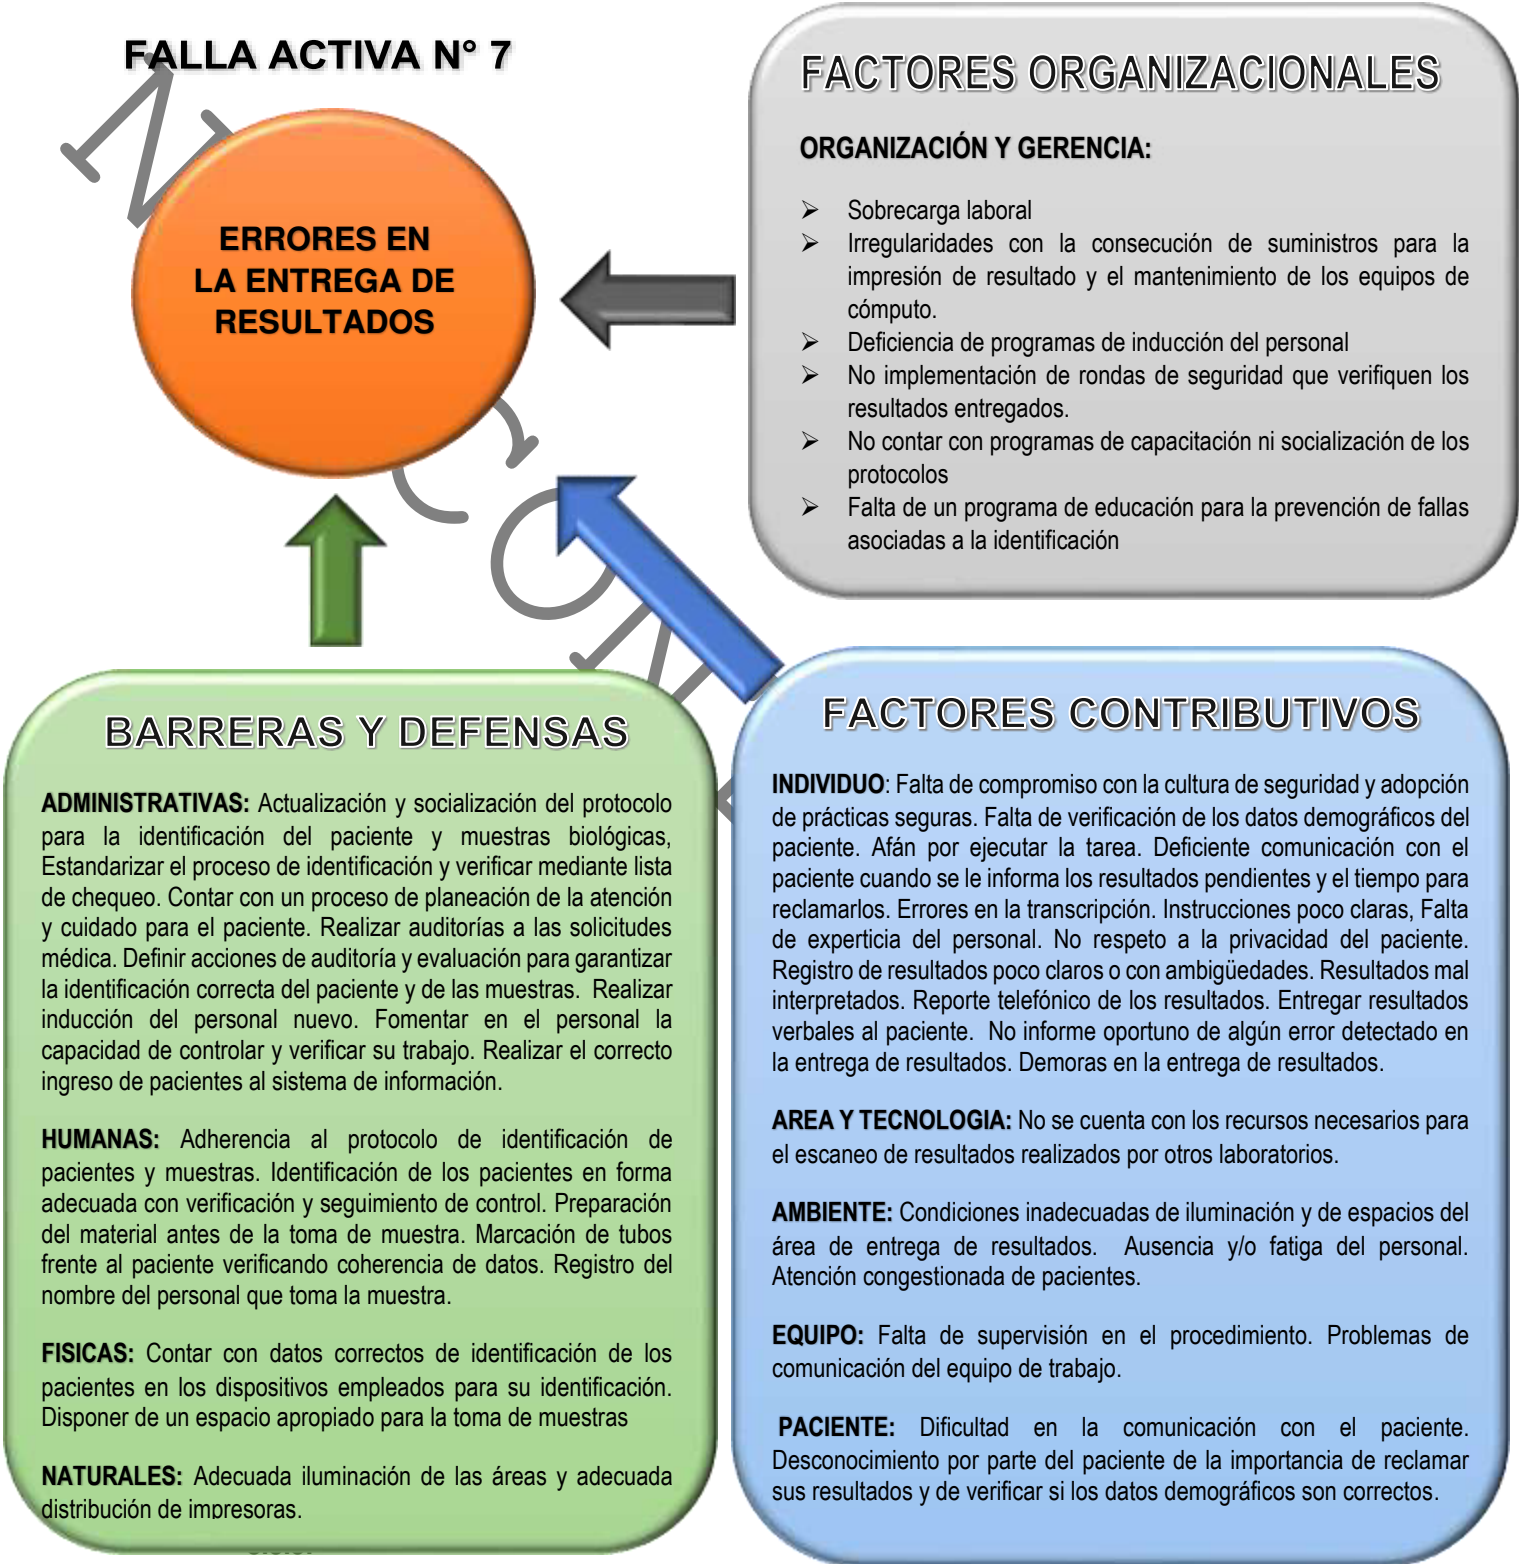 FALLA ACTIVA N° 7
ERRORES EN
LA ENTREGA DE
RESULTADOS
FACTORES ORGANIZACIONALES
ORGANIZACIÓN Y GERENCIA:
➢ Sobrecarga laboral
➢ Irregularidades con la consecución de suministros para la
impresión de resultado y el mantenimiento de los equipos de
cómputo.
➢ Deficiencia de programas de inducción del personal
➢ No implementación de rondas de seguridad que verifiquen los
resultados entregados.
➢ No contar con programas de capacitación ni socialización de los
protocolos
➢ Falta de un programa de educación para la prevención de fallas
asociadas a la identificación
BARRERAS Y DEFENSAS
ADMINISTRATIVAS: Actualización y socialización del protocolo
para la identificación del paciente y muestras biológicas,
Estandarizar el proceso de identificación y verificar mediante lista
de chequeo. Contar con un proceso de planeación de la atención
y cuidado para el paciente. Realizar auditorías a las solicitudes
médica. Definir acciones de auditoría y evaluación para garantizar
la identificación correcta del paciente y de las muestras. Realizar
inducción del personal nuevo. Fomentar en el personal la
capacidad de controlar y verificar su trabajo. Realizar el correcto
ingreso de pacientes al sistema de información.
HUMANAS: Adherencia al protocolo de identificación de
pacientes y muestras. Identificación de los pacientes en forma
adecuada con verificación y seguimiento de control. Preparación
del material antes de la toma de muestra. Marcación de tubos
frente al paciente verificando coherencia de datos. Registro del
nombre del personal que toma la muestra.
FISICAS: Contar con datos correctos de identificación de los
pacientes en los dispositivos empleados para su identificación.
Disponer de un espacio apropiado para la toma de muestras
NATURALES: Adecuada iluminación de las áreas y adecuada
distribución de impresoras.
FACTORES CONTRIBUTIVOS
INDIVIDUO: Falta de compromiso con la cultura de seguridad y adopción
de prácticas seguras. Falta de verificación de los datos demográficos del
paciente. Afán por ejecutar la tarea. Deficiente comunicación con el
paciente cuando se le informa los resultados pendientes y el tiempo para
reclamarlos. Errores en la transcripción. Instrucciones poco claras, Falta
de experticia del personal. No respeto a la privacidad del paciente.
Registro de resultados poco claros o con ambigüedades. Resultados mal
interpretados. Reporte telefónico de los resultados. Entregar resultados
verbales al paciente. No informe oportuno de algún error detectado en
la entrega de resultados. Demoras en la entrega de resultados.
AREA Y TECNOLOGIA: No se cuenta con los recursos necesarios para
el escaneo de resultados realizados por otros laboratorios.
AMBIENTE: Condiciones inadecuadas de iluminación y de espacios del
área de entrega de resultados. Ausencia y/o fatiga del personal.
Atención congestionada de pacientes.
EQUIPO: Falta de supervisión en el procedimiento. Problemas de
comunicación del equipo de trabajo.
PACIENTE: Dificultad en la comunicación con el paciente.
Desconocimiento por parte del paciente de la importancia de reclamar
sus resultados y de verificar si los datos demográficos son correctos.